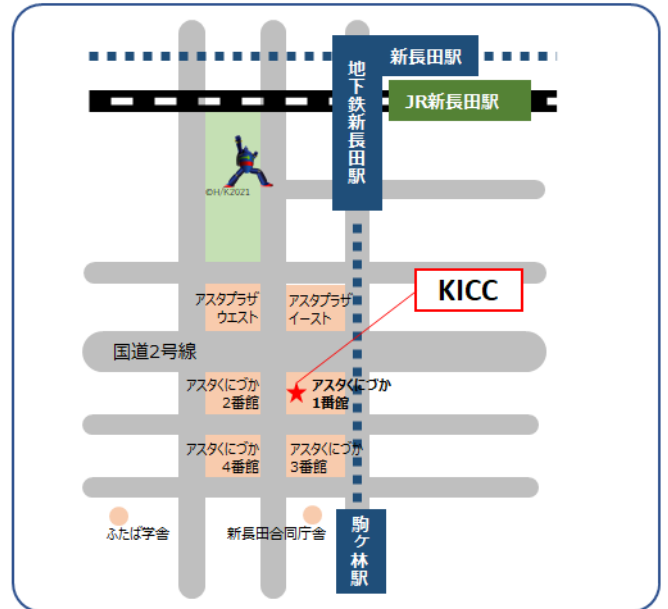 新長田駅
JR新長田駅
地下鉄新長田駅
©H/K2021
KICC
アスタプラザ
ウエスト
アスタプラザ
イースト
国道2号線
アスタくにづか
2番館
アスタくにづか
1番館
アスタくにづか
4番館
アスタくにづか
3番館
ふたば学舎
新長田合同庁舎
駒ケ林駅